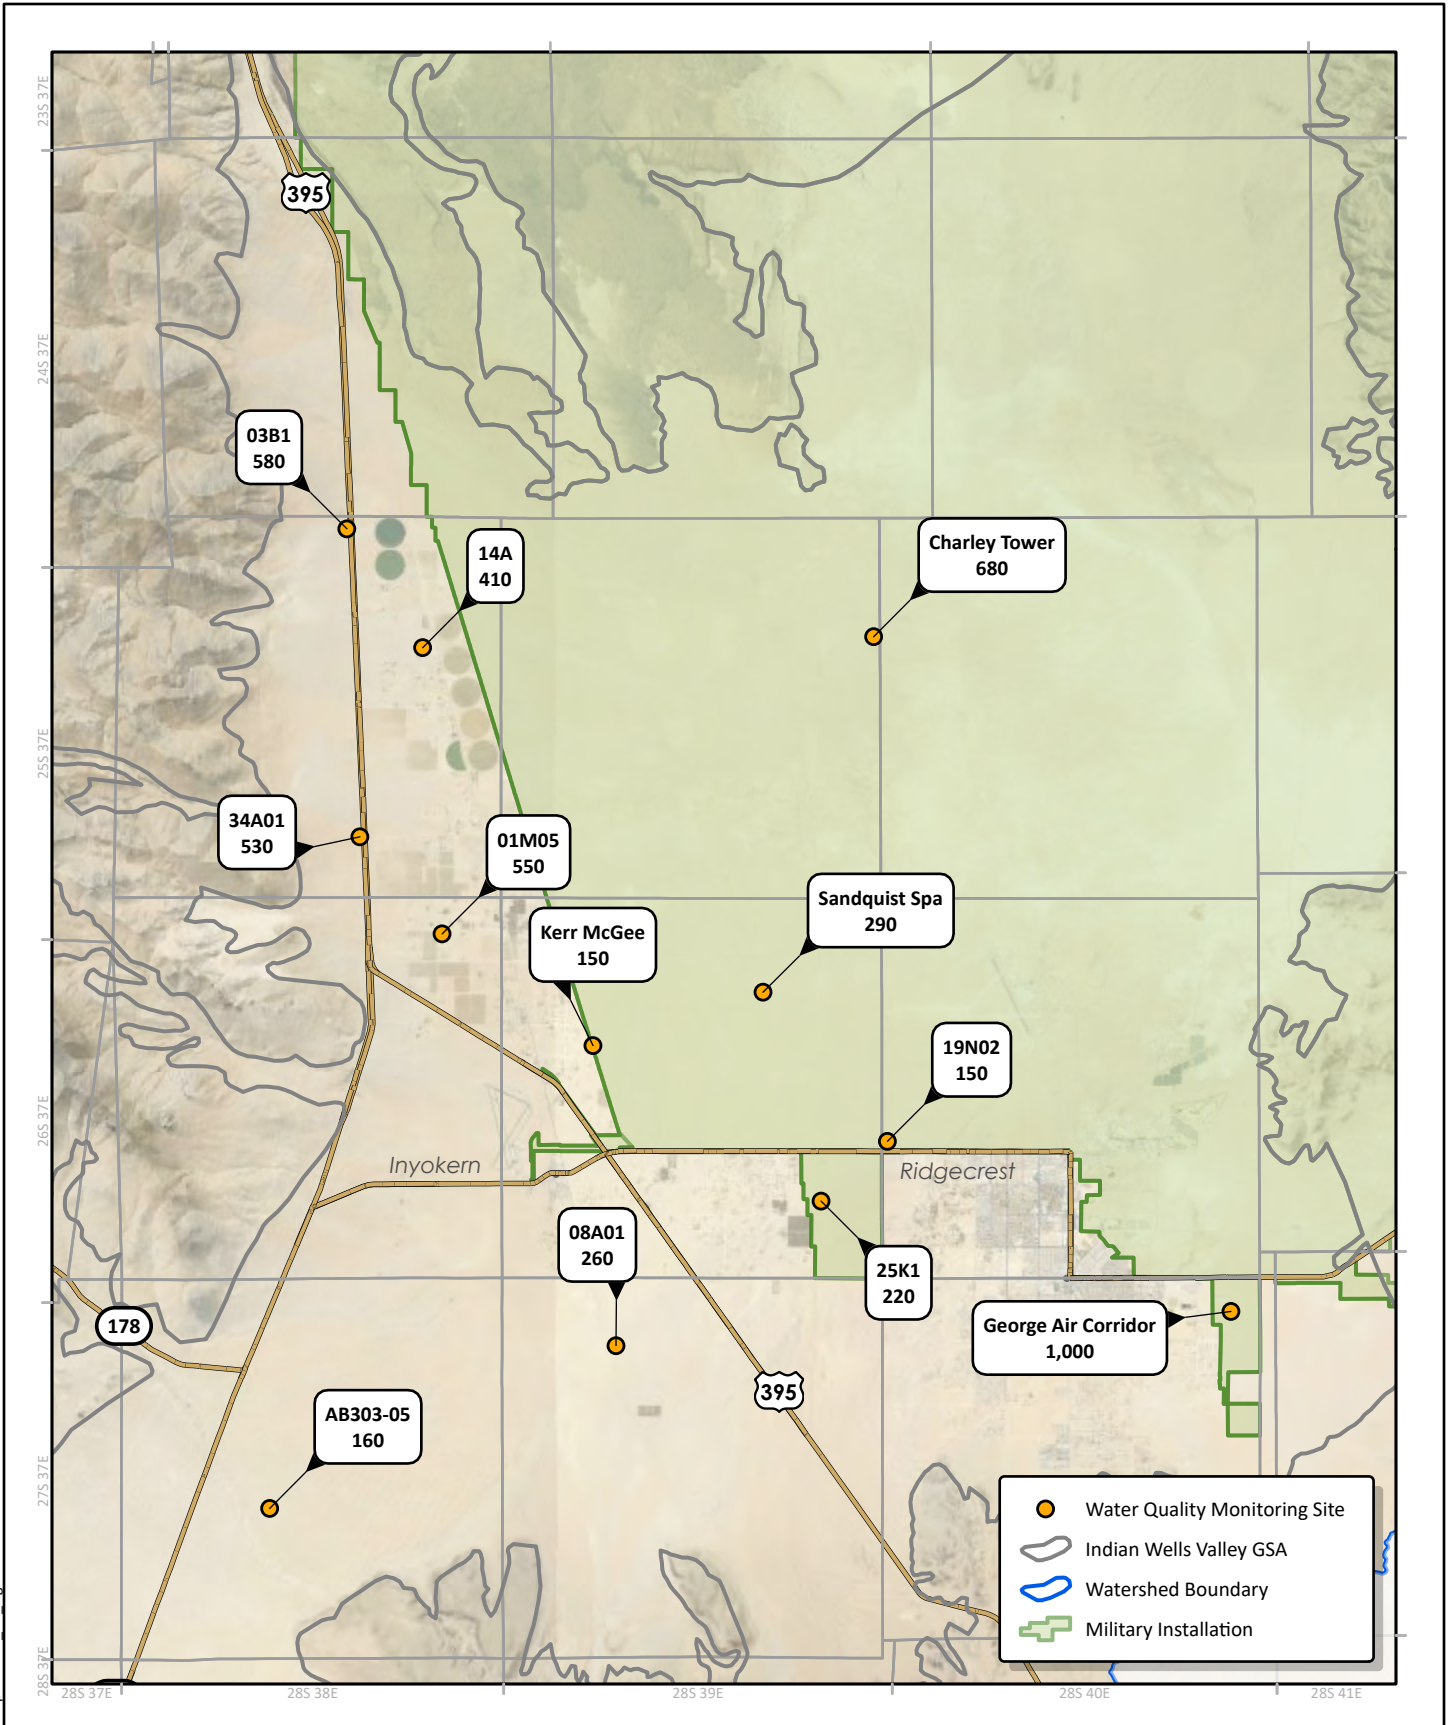 23S 37E
395
24S 37E
03B1
580
14A
410
Charley Tower
680
25S 37E
34A01
530
01M05
550
Kerr McGee
150
Sandquist Spa
290
19N02
150
26S 37E
Inyokern
Ridgecrest
08A01
260
25K1
220
178
George Air Corridor
1,000
395
AB303-05
160
27S 37E
Water Quality Monitoring Site
Indian Wells Valley GSA
Watershed Boundary
Military Installation
28S 37E
28S 37E
28S 38E
28S 39E
28S 40E
28S 41E